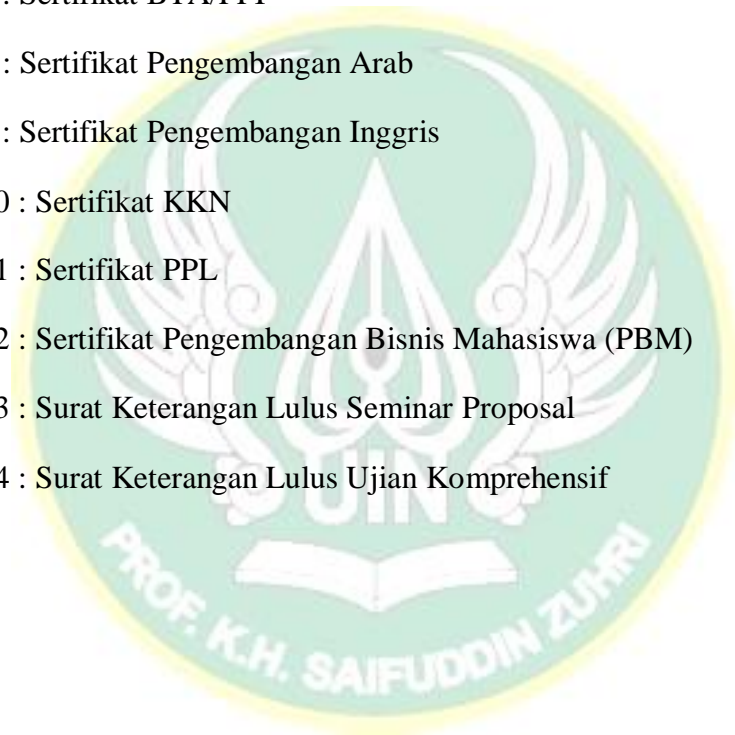 : Sertifikat BTA/PPI
: Sertifikat Pengembangan Arab
: Sertifikat Pengembangan Inggris
0 : Sertifikat KKN
1 : Sertifikat PPL
2 : Sertifikat Pengembangan Bisnis Mahasiswa (PBM)
3 : Surat Keterangan Lulus Seminar Proposal
4 : Surat Keterangan Lulus Ujian Komprehensif
UIN
PROF. K.H. SAIFUDDIN ZUHRI